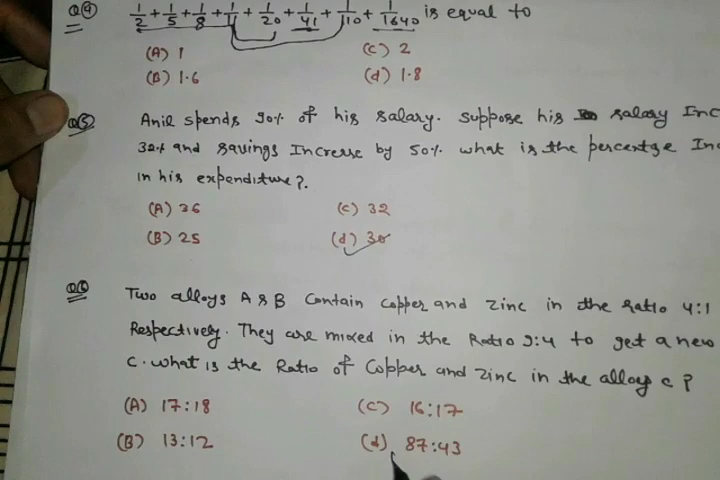 Q4 1/2 + 1/5 + 1/8 + 1/11 + 1/20 + 1/41 + 1/110 + 1/1640 is equal to
(A) 1 (C) 2
(B) 1.6 (d) 1.8
Q5 Anil spends 90% of his salary. Suppose his salary Inc
32% and savings Increse by 50% what is the percentge In
in his expenditure?.
(A) 36 (C) 32
(B) 25 (d) 30
Q6 Two alloys A & B Contain Copper and Zinc in the ratio 4:1
Respectively. They are mixed in the Ratio 9:4 to get a new
C. What is the Ratio of Copper and Zinc in the alloy C?
(A) 17:18 (C) 16:17
(B) 13:12 (d) 87:43